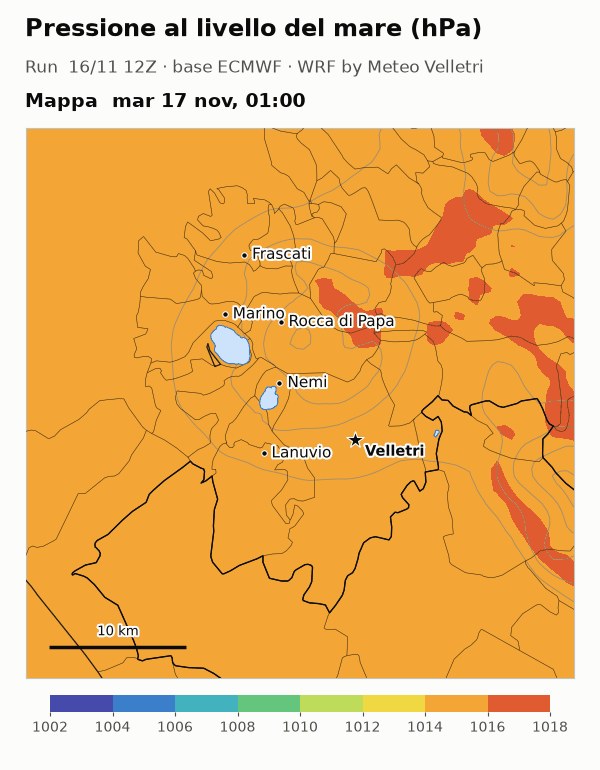 Pressione al livello del mare (hPa)
Run  16/11 12Z · base ECMWF · WRF by Meteo Velletri
Mappa  mar 17 nov, 01:00
Frascati
Marino
Rocca di Papa
Nemi
Velletri
Lanuvio
10 km
1002 1004 1006 1008 1010 1012 1014 1016 1018